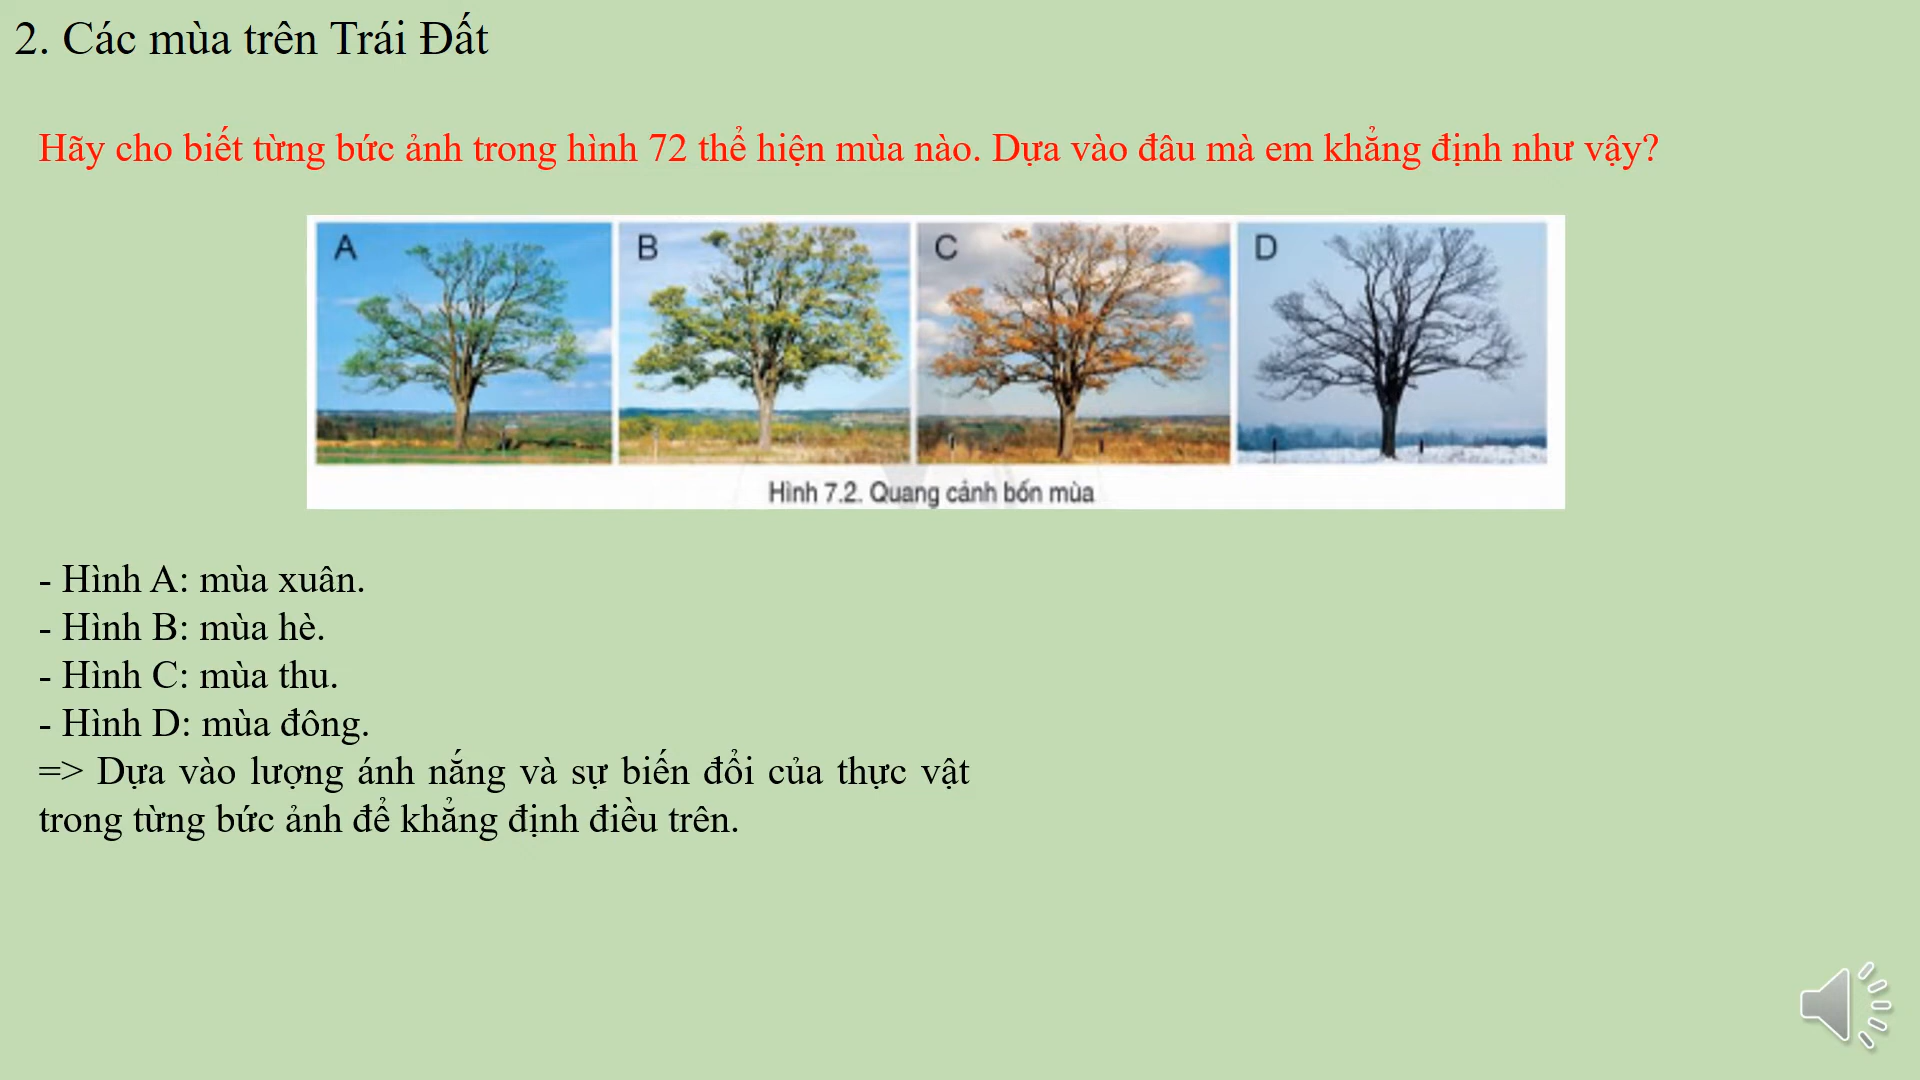 2. Các mùa trên Trái Đất
Hãy cho biết từng bức ảnh trong hình 72 thể hiện mùa nào. Dựa vào đâu mà em khẳng định như vậy?
A B C D
Hình 7.2. Quang cảnh bốn mùa
- Hình A: mùa xuân.
- Hình B: mùa hè.
- Hình C: mùa thu.
- Hình D: mùa đông.
=> Dựa vào lượng ánh nắng và sự biến đổi của thực vật
trong từng bức ảnh để khẳng định điều trên.